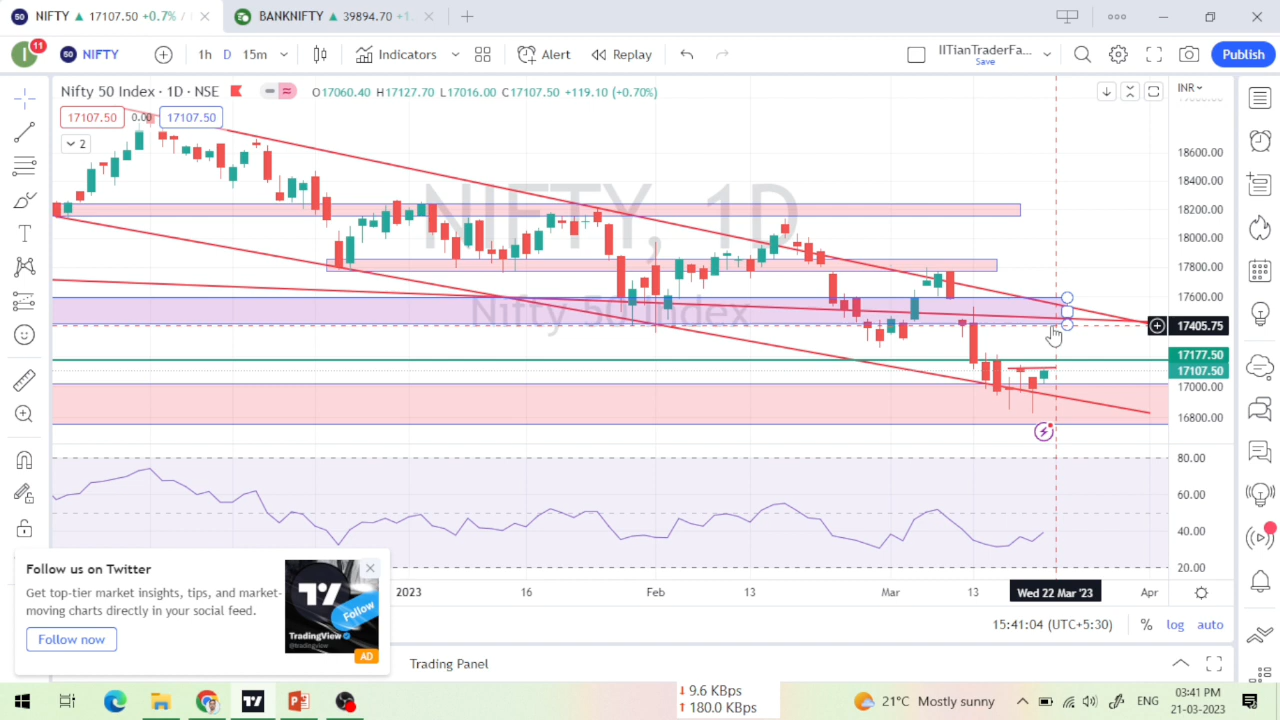 NIFTY ▲ 17107.50 +0.7% /
BANKNIFTY ▲ 39894.70 +1.
11
NIFTY
1h D 15m
Indicators
Alert
Replay
IITianTraderFa...
Save
Publish
Nifty 50 Index · 1D · NSE
O17060.40 H17127.70 L17016.00 C17107.50 +119.10 (+0.70%)
INR
17107.50 0.00 17107.50
2
NIFTY, 1D
Nifty 50 Index
18600.00
18400.00
18200.00
18000.00
17800.00
17600.00
17405.75
17177.50
17107.50
17000.00
16800.00
80.00
60.00
40.00
20.00
2023 16 Feb 13 Mar 13 Wed 22 Mar '23 Apr
Follow us on Twitter
Get top-tier market insights, tips, and market-
moving charts directly in your social feed.
Follow now
Follow
TradingView
@tradingview
AD
15:41:04 (UTC+5:30) % log auto
Trading Panel
9.6 KBps
180.0 KBps
21°C Mostly sunny
ENG
03:41 PM
21-03-2023